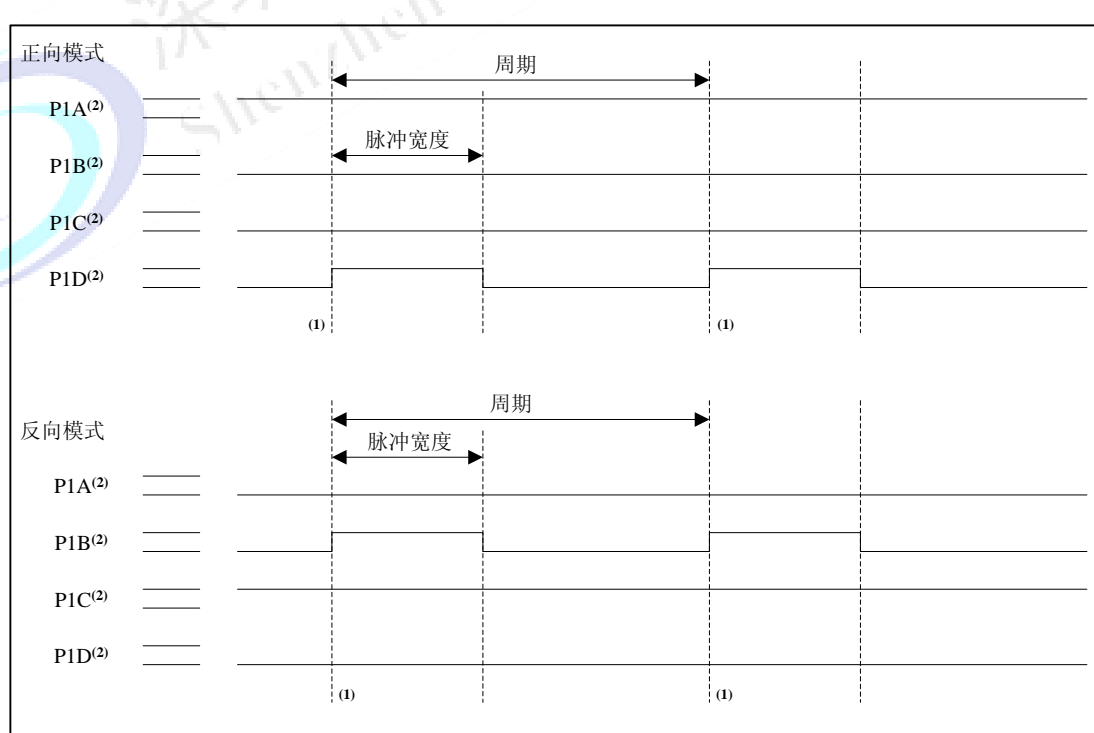 正向模式
周期
P1A(2)
脉冲宽度
P1B(2)
P1C(2)
P1D(2)
(1)
(1)
周期
反向模式
脉冲宽度
P1A(2)
P1B(2)
P1C(2)
P1D(2)
(1)
(1)
Shenzhen